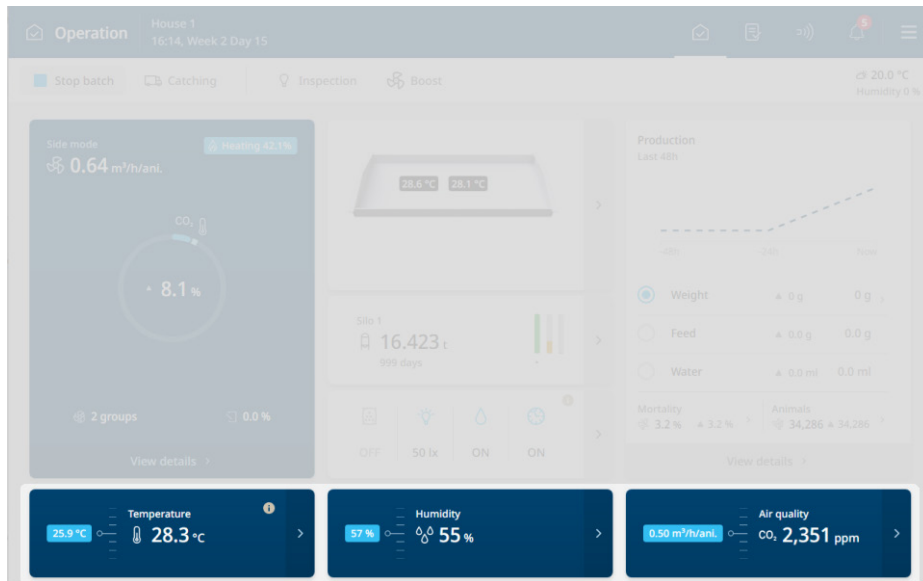 Operation
House 1
16:14, Week 2 Day 15
5
Stop batch
Catching
Inspection
Boost
20.0 °C
Humidity 0 %
Side mode
Heating 42.1%
0.64 m³/h/ani.
CO₂
8.1 %
2 groups
0.0 %
View details
28.6 °C 28.1 °C
Silo 1
16.423 t
999 days
-
OFF 50 lx ON ON
Production
Last 48h
-48h -24h Now
Weight ▲ 0 g 0 g
Feed ▲ 0.0 g 0.0 g
Water ▲ 0.0 ml 0.0 ml
Mortality
3.2 % ▲ 3.2 %
Animals
34,286 ▲ 34,286
View details
Temperature
25.9 °C 28.3 °C
Humidity
57 % 55 %
Air quality
0.50 m³/h/ani. CO₂ 2,351 ppm